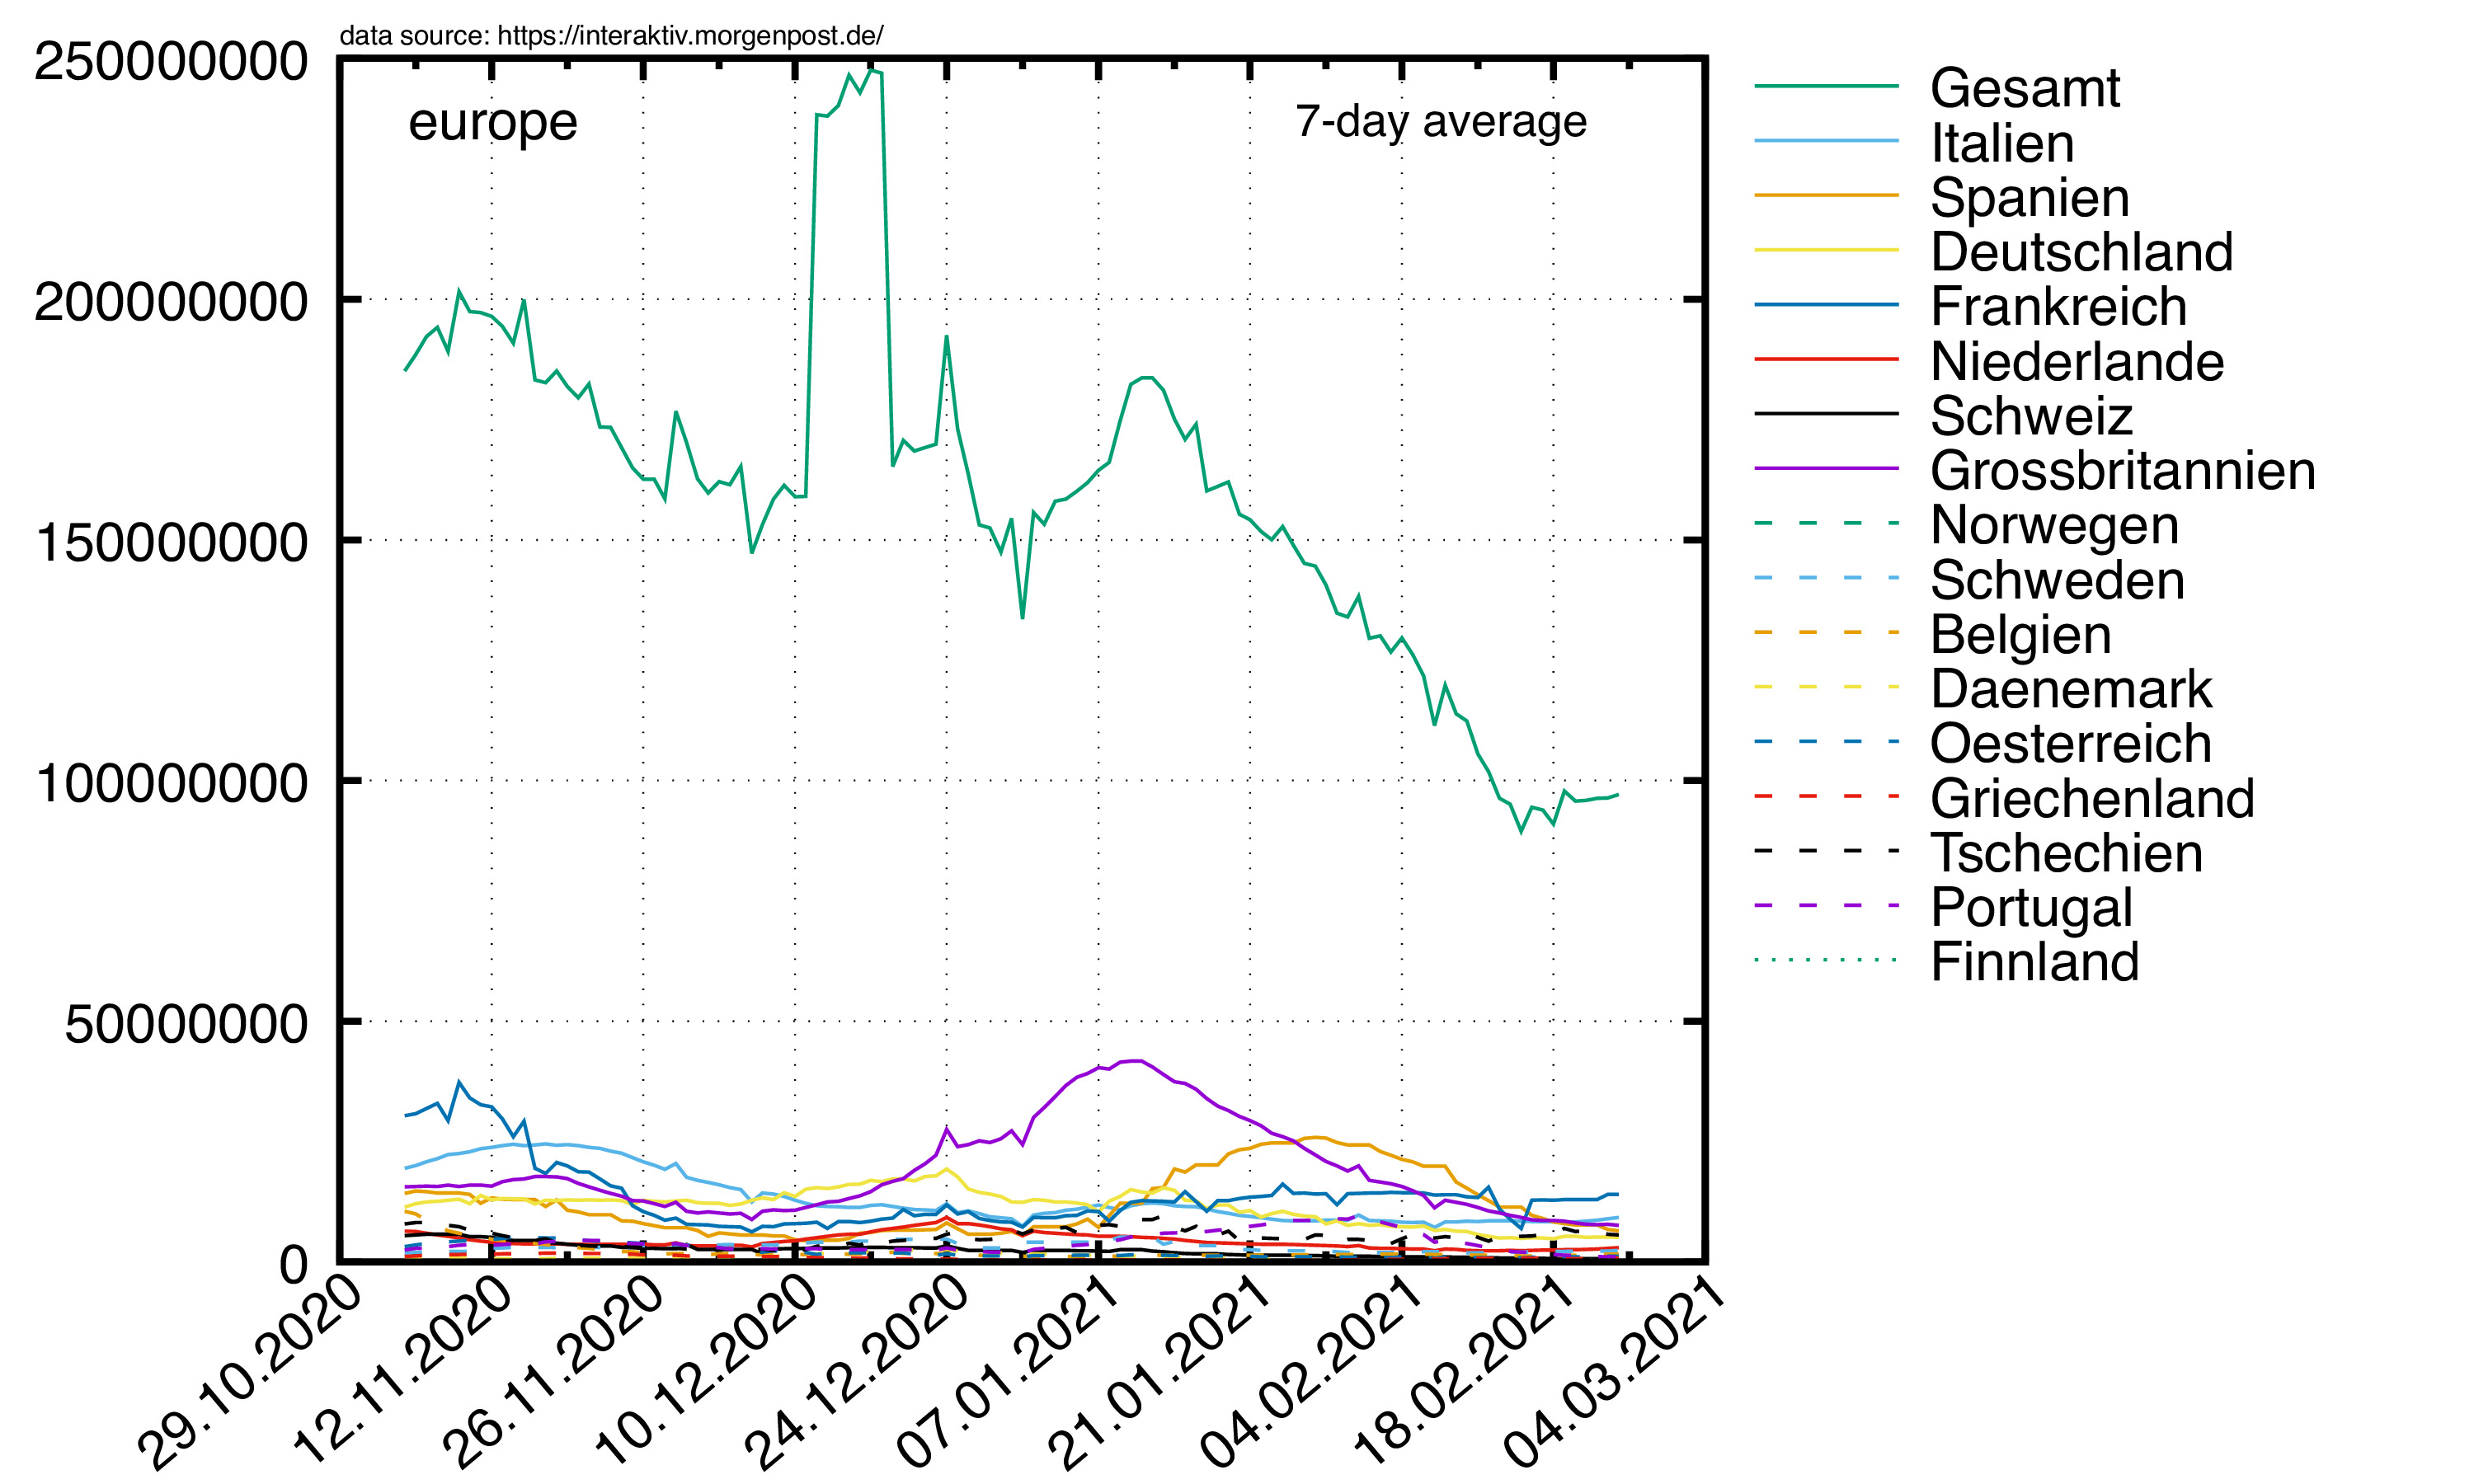 data source: https://interaktiv.morgenpost.de/
europe
7-day average
250000000
200000000
150000000
100000000
50000000
0
29.10.2020
12.11.2020
26.11.2020
10.12.2020
24.12.2020
07.01.2021
21.01.2021
04.02.2021
18.02.2021
04.03.2021
Gesamt
Italien
Spanien
Deutschland
Frankreich
Niederlande
Schweiz
Grossbritannien
Norwegen
Schweden
Belgien
Daenemark
Oesterreich
Griechenland
Tschechien
Portugal
Finnland